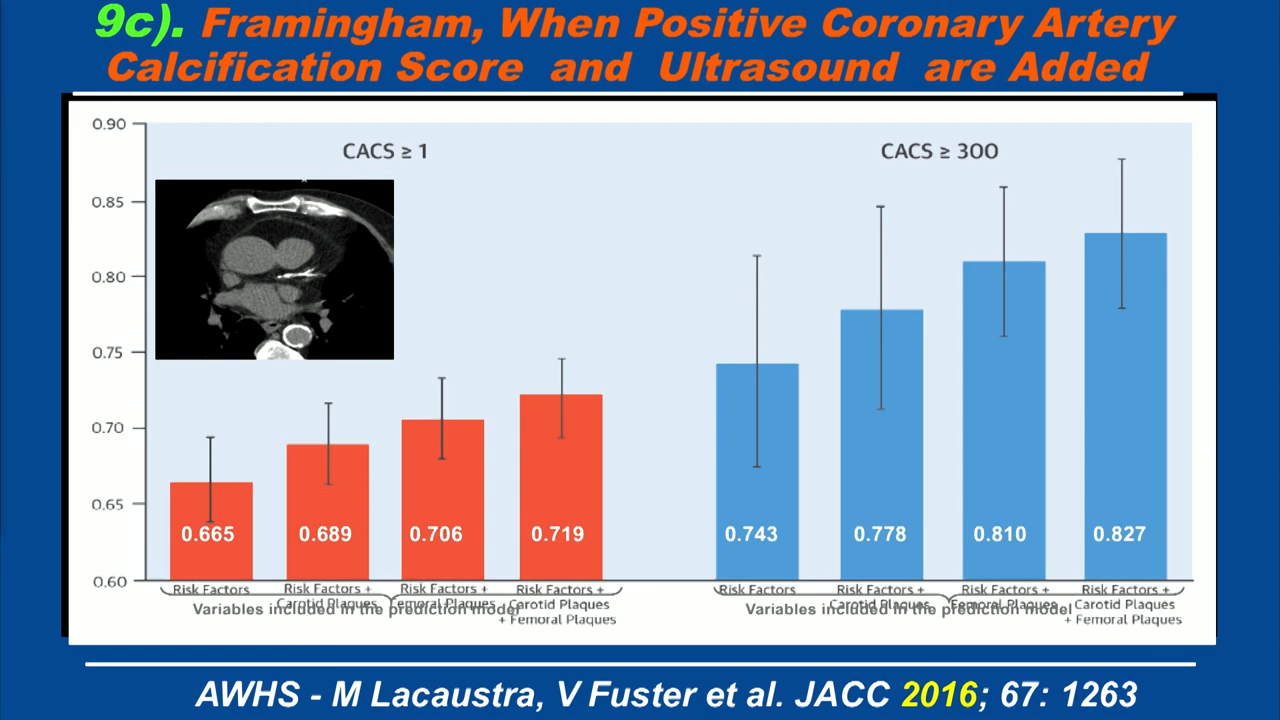 9c). Framingham, When Positive Coronary Artery
Calcification Score and Ultrasound are Added
0.90
0.85
0.80
0.75
0.70
0.65
0.60
CACS ≥ 1
0.665
0.689
0.706
0.719
Risk Factors
Risk Factors +
Carotid Plaques
Risk Factors +
Femoral Plaques
Risk Factors +
Carotid Plaques
+ Femoral Plaques
Variables included in the prediction model
CACS ≥ 300
0.743
0.778
0.810
0.827
Risk Factors
Risk Factors +
Carotid Plaques
Risk Factors +
Femoral Plaques
Risk Factors +
Carotid Plaques
+ Femoral Plaques
Variables included in the prediction model
AWHS - M Lacaustra, V Fuster et al. JACC 2016; 67: 1263